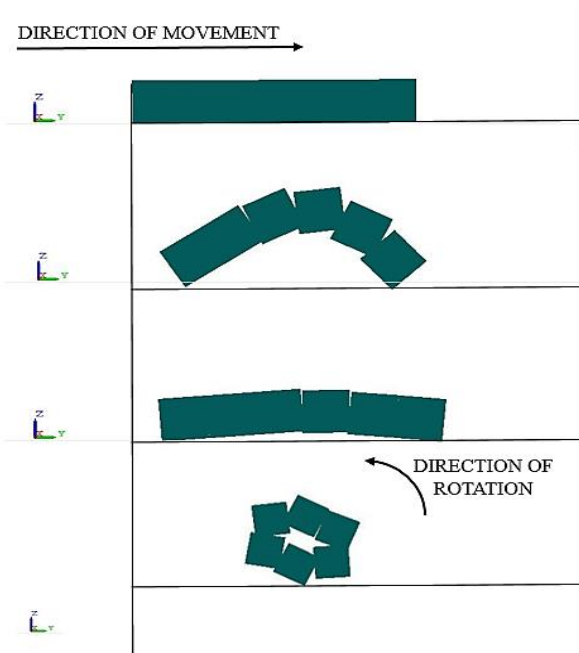 DIRECTION OF MOVEMENT
Z
X Y
Z
X Y
Z
X Y
DIRECTION OF
ROTATION
Z
Y